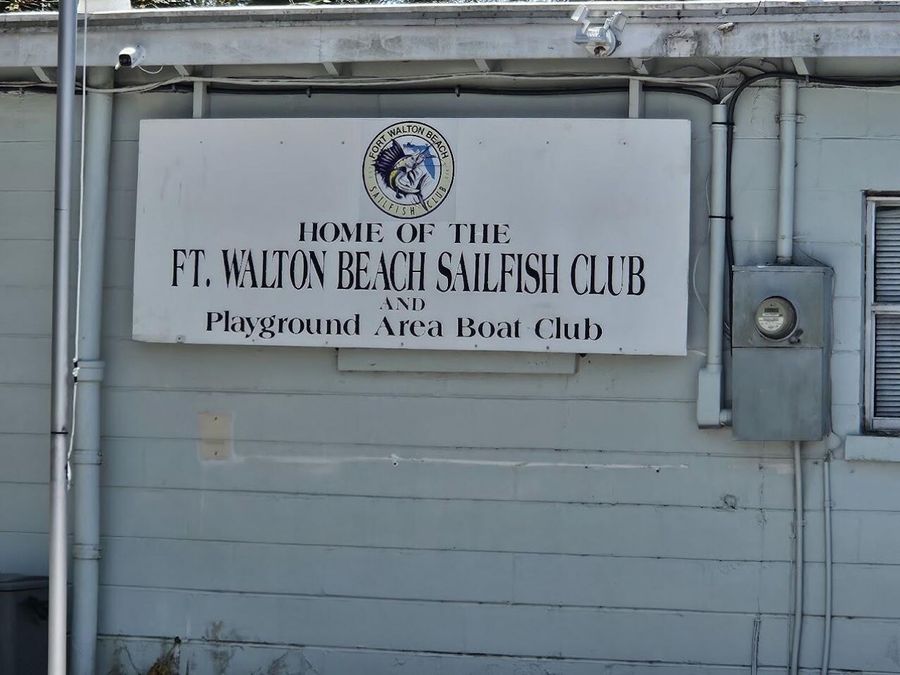 FORT WALTON BEACH
SAILFISH CLUB
HOME OF THE
FT. WALTON BEACH SAILFISH CLUB
AND
Playground Area Boat Club